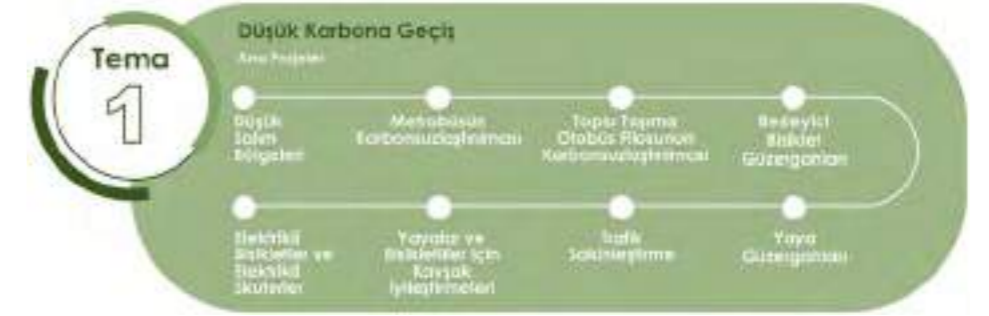 Tema
1
Düşük Karbona Geçiş
Ana Projeler
Düşük
Salım
Bölgeleri
Metrobüsün
Karbonsuzlaştırılması
Toplu Taşıma
Otobüs Filosunun
Karbonsuzlaştırılması
Besleyici
Bisiklet
Güzergahları
Elektrikli
Bisikletler ve
Elektrikli
Skuterler
Yayalar ve
Bisikletliler İçin
Kavşak
İyileştirmeleri
Trafik
Sakinleştirme
Yaya
Güzergahları